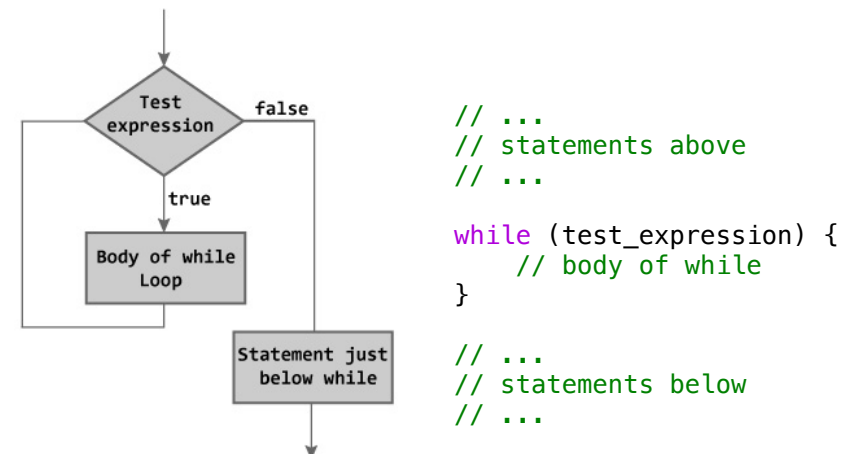 Test
expression
false
true
Body of while
Loop
Statement just
below while
// ...
// statements above
// ...
while (test_expression) {
    // body of while
}
// ...
// statements below
// ...